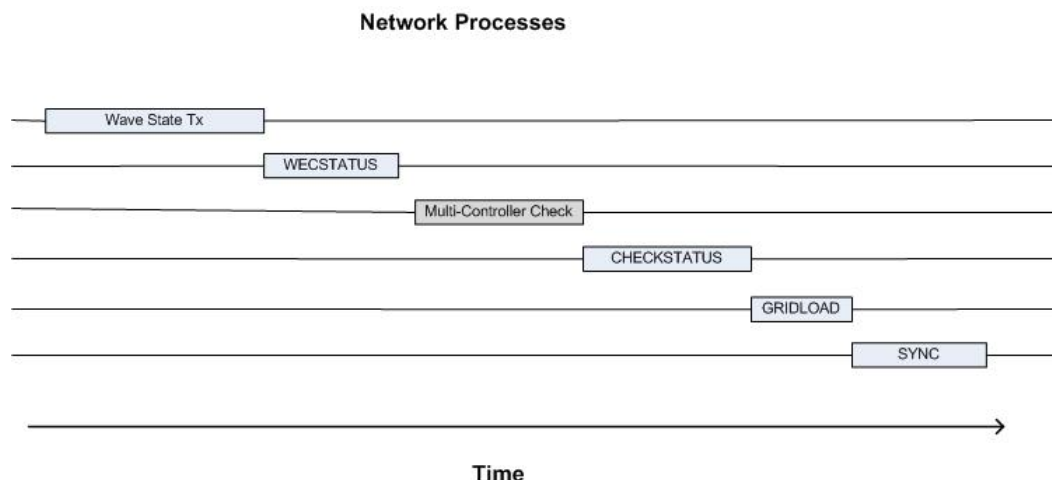 Network Processes
Wave State Tx
WECSTATUS
Multi-Controller Check
CHECKSTATUS
GRIDLOAD
SYNC
Time